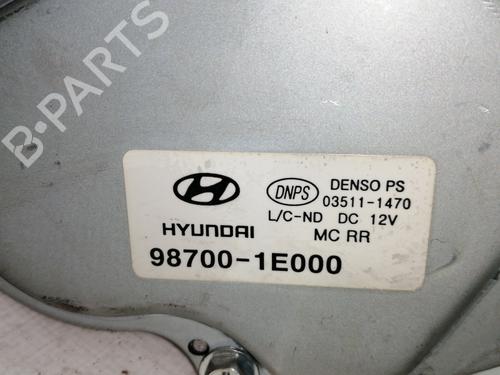 B-PARTS
DNPS DENSO PS
03511-1470
L/C-ND DC 12V
HYUNDAI MC RR
98700-1E000